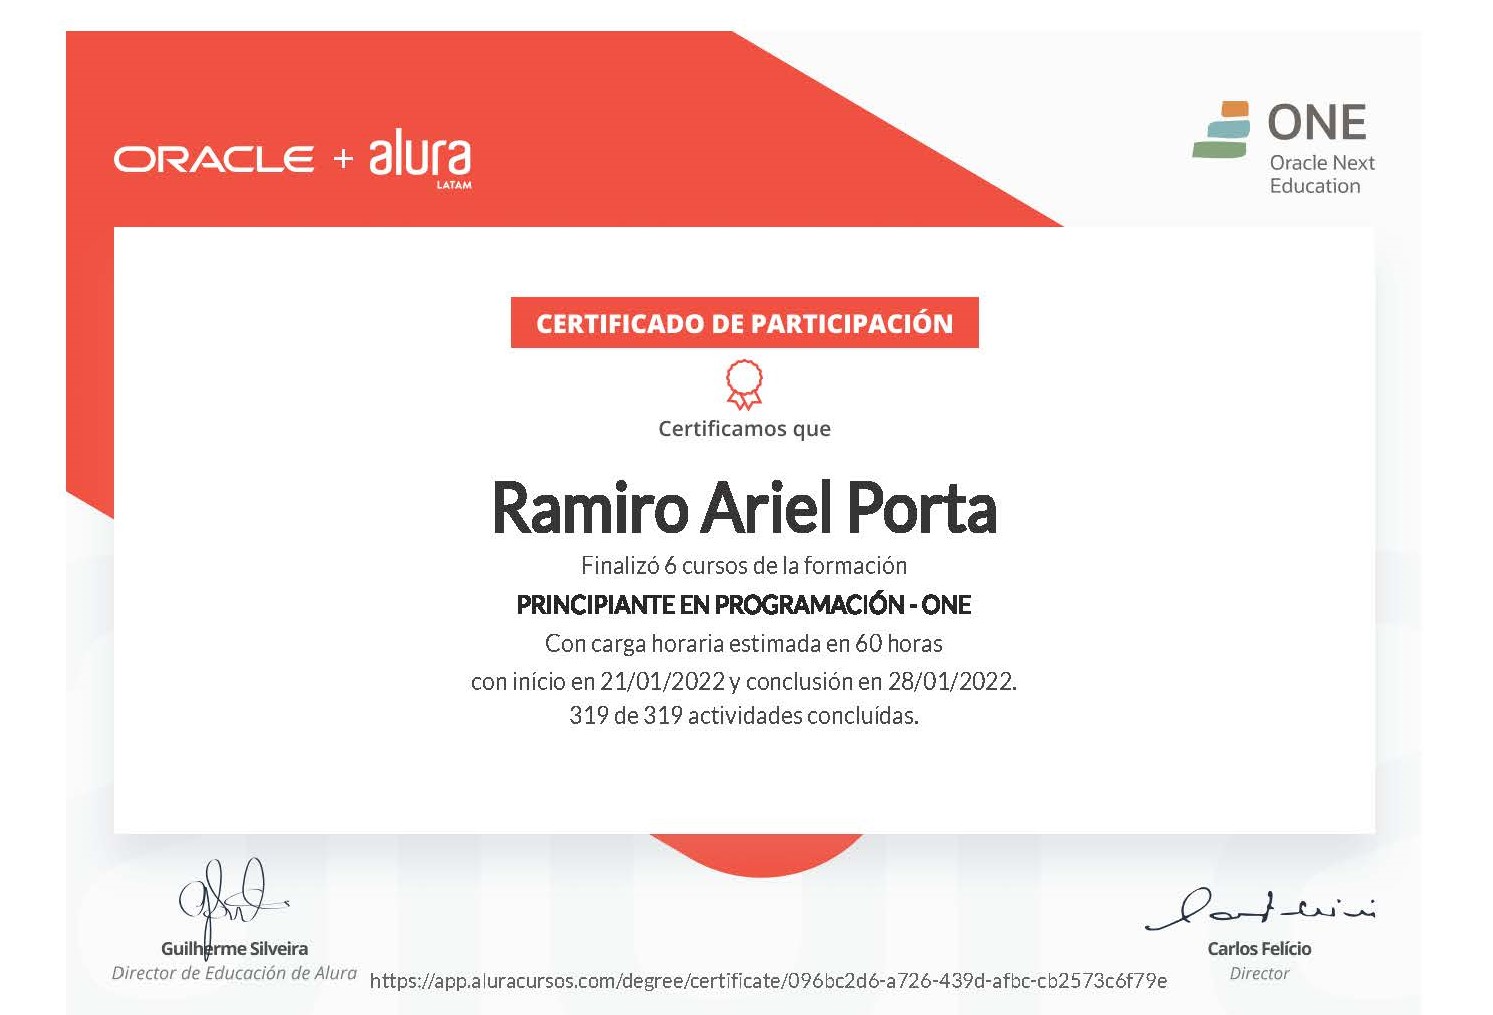 ORACLE + alura
LATAM
ONE
Oracle Next
Education
CERTIFICADO DE PARTICIPACIÓN
Certificamos que
Ramiro Ariel Porta
Finalizó 6 cursos de la formación
PRINCIPIANTE EN PROGRAMACIÓN - ONE
Con carga horaria estimada en 60 horas
con início en 21/01/2022 y conclusión en 28/01/2022.
319 de 319 actividades concluídas.
Guilherme Silveira
Director de Educación de Alura
https://app.aluracursos.com/degree/certificate/096bc2d6-a726-439d-afbc-cb2573c6f79e
Carlos Felício
Director